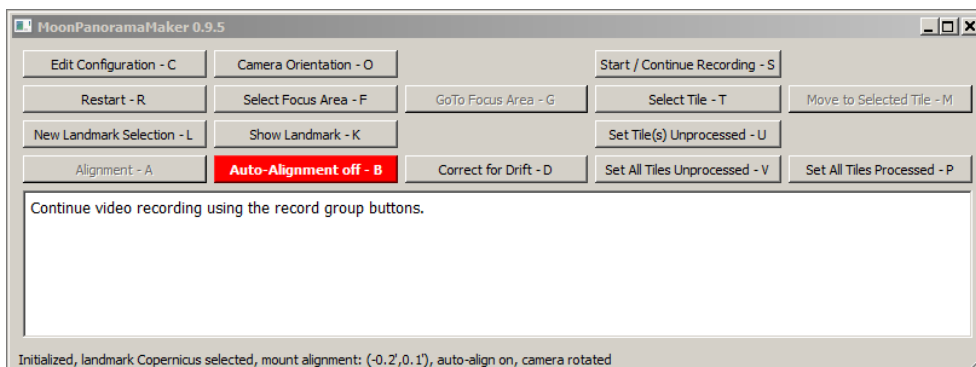 MoonPanoramaMaker 0.9.5
Edit Configuration - C Camera Orientation - O Start / Continue Recording - S
Restart - R Select Focus Area - F GoTo Focus Area - G Select Tile - T Move to Selected Tile - M
New Landmark Selection - L Show Landmark - K Set Tile(s) Unprocessed - U
Alignment - A Auto-Alignment off - B Correct for Drift - D Set All Tiles Unprocessed - V Set All Tiles Processed - P
Continue video recording using the record group buttons.
Initialized, landmark Copernicus selected, mount alignment: (-0.2',0.1'), auto-align on, camera rotated